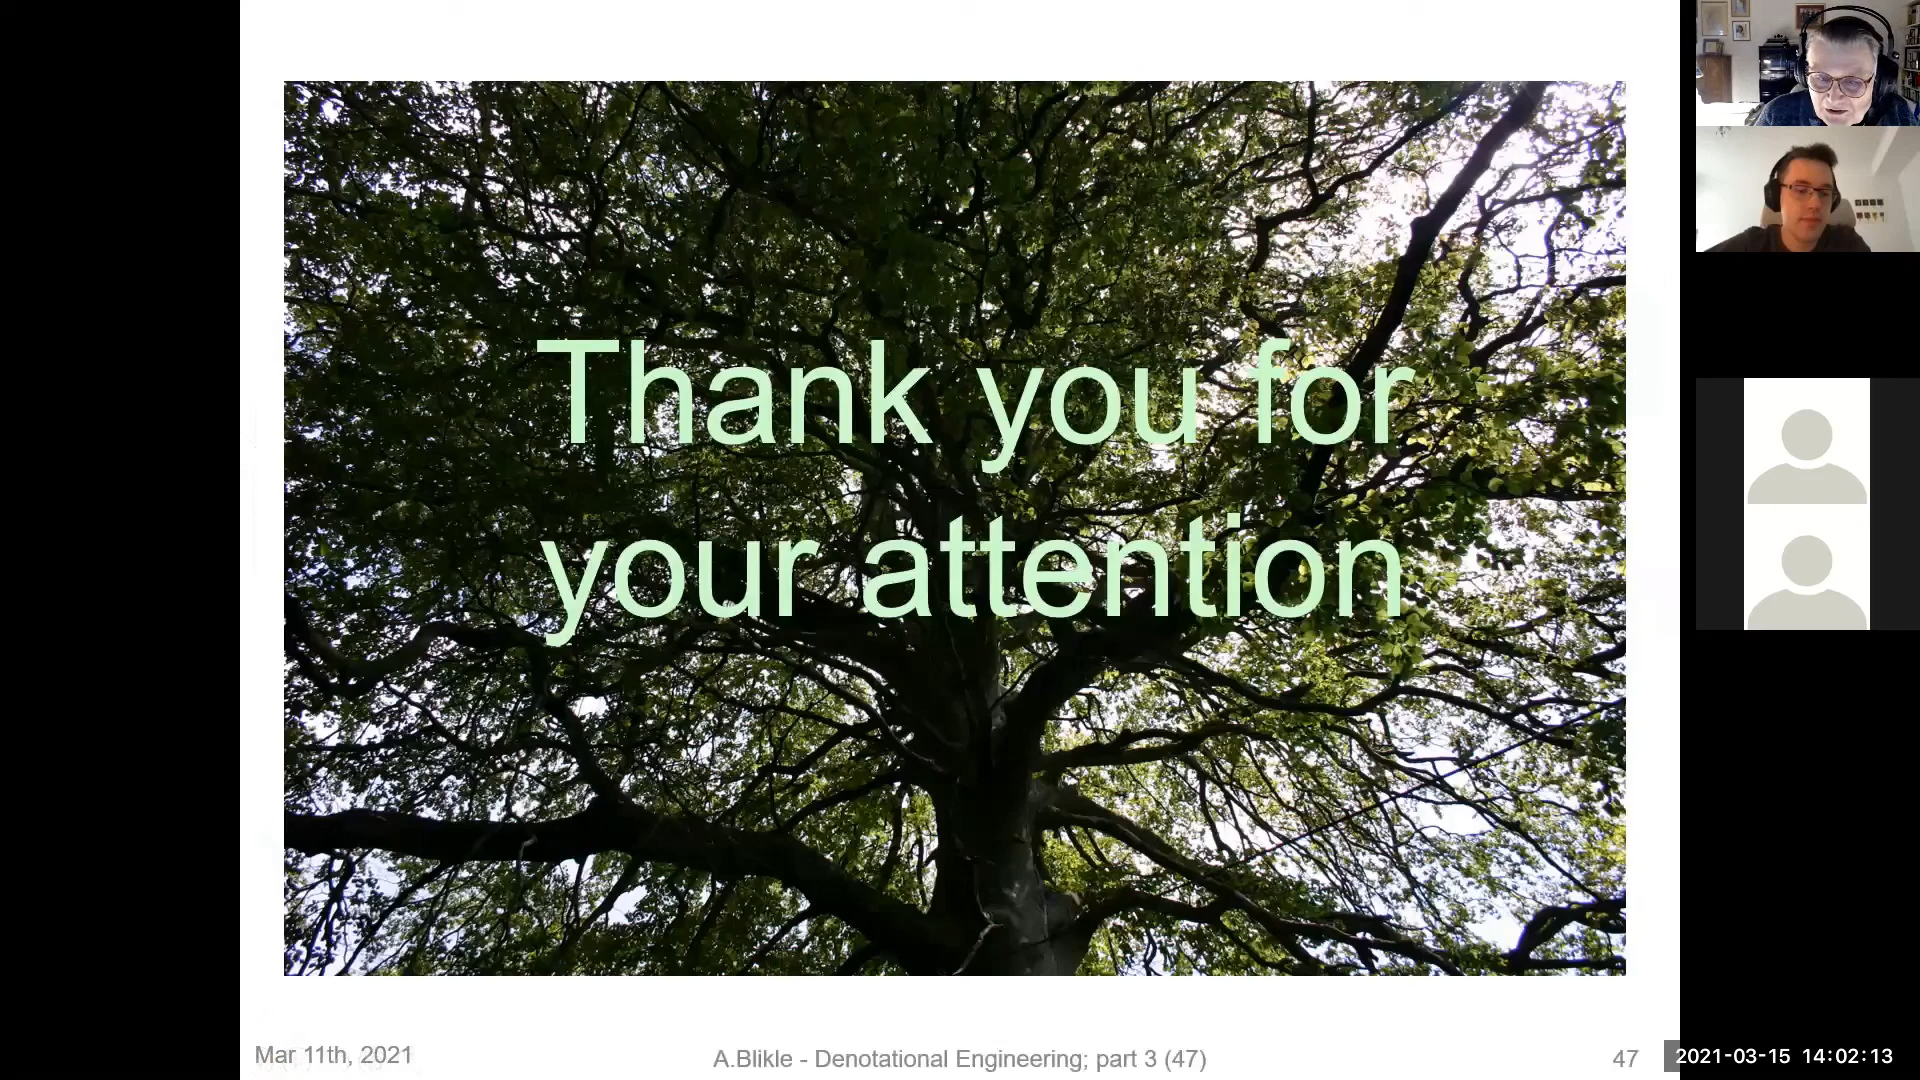 Thank you for
your attention
Mar 11th, 2021
A.Blikle - Denotational Engineering; part 3 (47)
47
2021-03-15 14:02:13